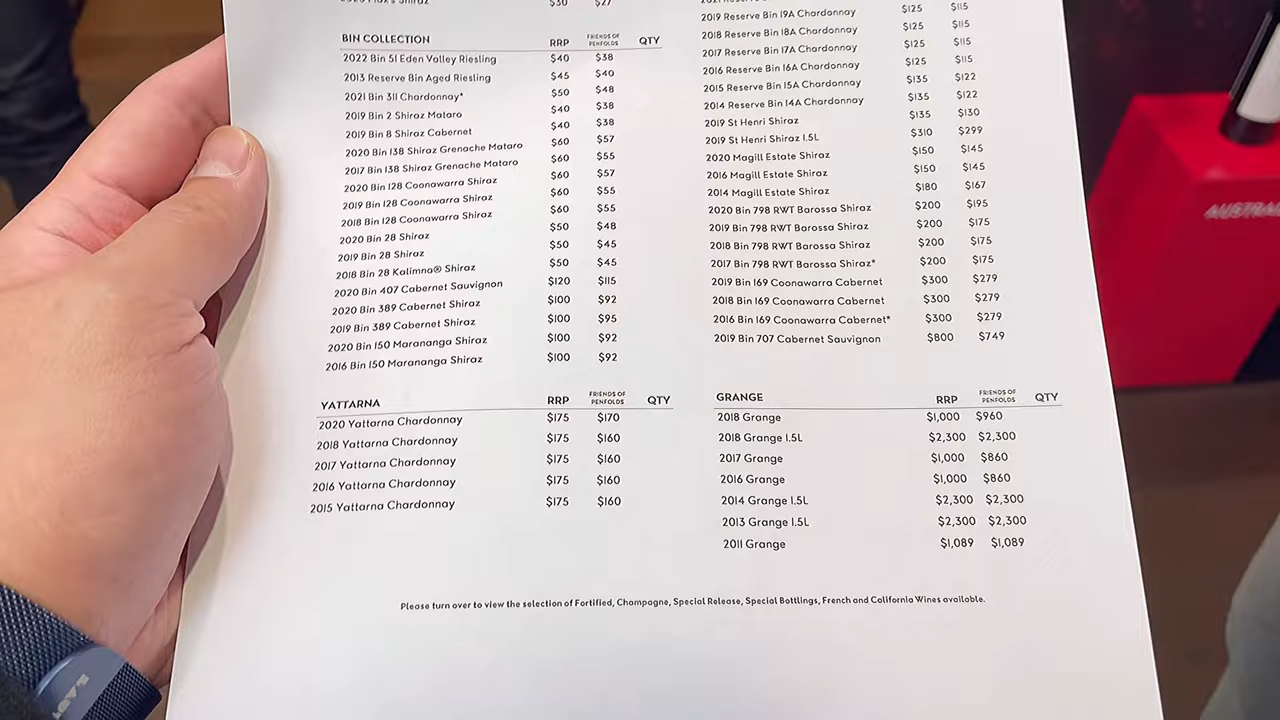 BIN COLLECTION RRP FRIENDS OF PENFOLDS QTY
2022 Bin 51 Eden Valley Riesling $40 $38
2013 Reserve Bin Aged Riesling $45 $40
2021 Bin 311 Chardonnay* $50 $48
2019 Bin 2 Shiraz Mataro $40 $38
2019 Bin 8 Shiraz Cabernet $40 $38
2020 Bin 138 Shiraz Grenache Mataro $60 $57
2017 Bin 138 Shiraz Grenache Mataro $60 $55
2020 Bin 128 Coonawarra Shiraz $60 $57
2019 Bin 128 Coonawarra Shiraz $60 $55
2018 Bin 128 Coonawarra Shiraz $60 $55
2020 Bin 28 Shiraz $50 $48
2019 Bin 28 Shiraz $50 $45
2018 Bin 28 Kalimna® Shiraz $50 $45
2020 Bin 407 Cabernet Sauvignon $120 $115
2020 Bin 389 Cabernet Shiraz $100 $92
2019 Bin 389 Cabernet Shiraz $100 $95
2020 Bin 150 Marananga Shiraz $100 $92
2016 Bin 150 Marananga Shiraz $100 $92
YATTARNA RRP FRIENDS OF PENFOLDS QTY
2020 Yattarna Chardonnay $175 $170
2018 Yattarna Chardonnay $175 $160
2017 Yattarna Chardonnay $175 $160
2016 Yattarna Chardonnay $175 $160
2015 Yattarna Chardonnay $175 $160
2019 Reserve Bin 19A Chardonnay $125 $115
2018 Reserve Bin 18A Chardonnay $125 $115
2017 Reserve Bin 17A Chardonnay $125 $115
2016 Reserve Bin 16A Chardonnay $125 $115
2015 Reserve Bin 15A Chardonnay $135 $122
2014 Reserve Bin 14A Chardonnay $135 $122
2019 St Henri Shiraz $135 $130
2019 St Henri Shiraz 1.5L $310 $299
2020 Magill Estate Shiraz $150 $145
2016 Magill Estate Shiraz $150 $145
2014 Magill Estate Shiraz $180 $167
2020 Bin 798 RWT Barossa Shiraz $200 $195
2019 Bin 798 RWT Barossa Shiraz $200 $175
2018 Bin 798 RWT Barossa Shiraz $200 $175
2017 Bin 798 RWT Barossa Shiraz* $200 $175
2019 Bin 169 Coonawarra Cabernet $300 $279
2018 Bin 169 Coonawarra Cabernet $300 $279
2016 Bin 169 Coonawarra Cabernet* $300 $279
2019 Bin 707 Cabernet Sauvignon $800 $749
GRANGE RRP FRIENDS OF PENFOLDS QTY
2018 Grange $1,000 $960
2018 Grange 1.5L $2,300 $2,300
2017 Grange $1,000 $860
2016 Grange $1,000 $860
2014 Grange 1.5L $2,300 $2,300
2013 Grange 1.5L $2,300 $2,300
2011 Grange $1,089 $1,089
Please turn over to view the selection of Fortified, Champagne, Special Release, Special Bottlings, French and California Wines available.